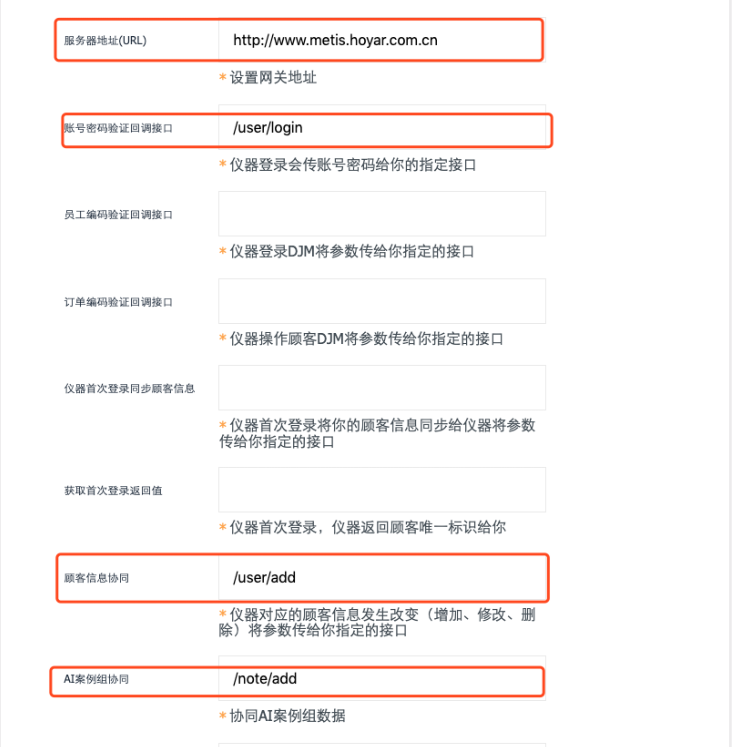 服务器地址(URL)
http://www.metis.hoyar.com.cn
*设置网关地址
账号密码验证回调接口
/user/login
*仪器登录会传账号密码给你的指定接口
员工编码验证回调接口
*仪器登录DJM将参数传给你指定的接口
订单编码验证回调接口
*仪器操作顾客DJM将参数传给你指定的接口
仪器首次登录同步顾客信息
*仪器首次登录将你的顾客信息同步给仪器将参数
传给你指定的接口
获取首次登录返回值
*仪器首次登录，仪器返回顾客唯一标识给你
顾客信息协同
/user/add
*仪器对应的顾客信息发生改变（增加、修改、删
除）将参数传给你指定的接口
AI案例组协同
/note/add
*协同AI案例组数据